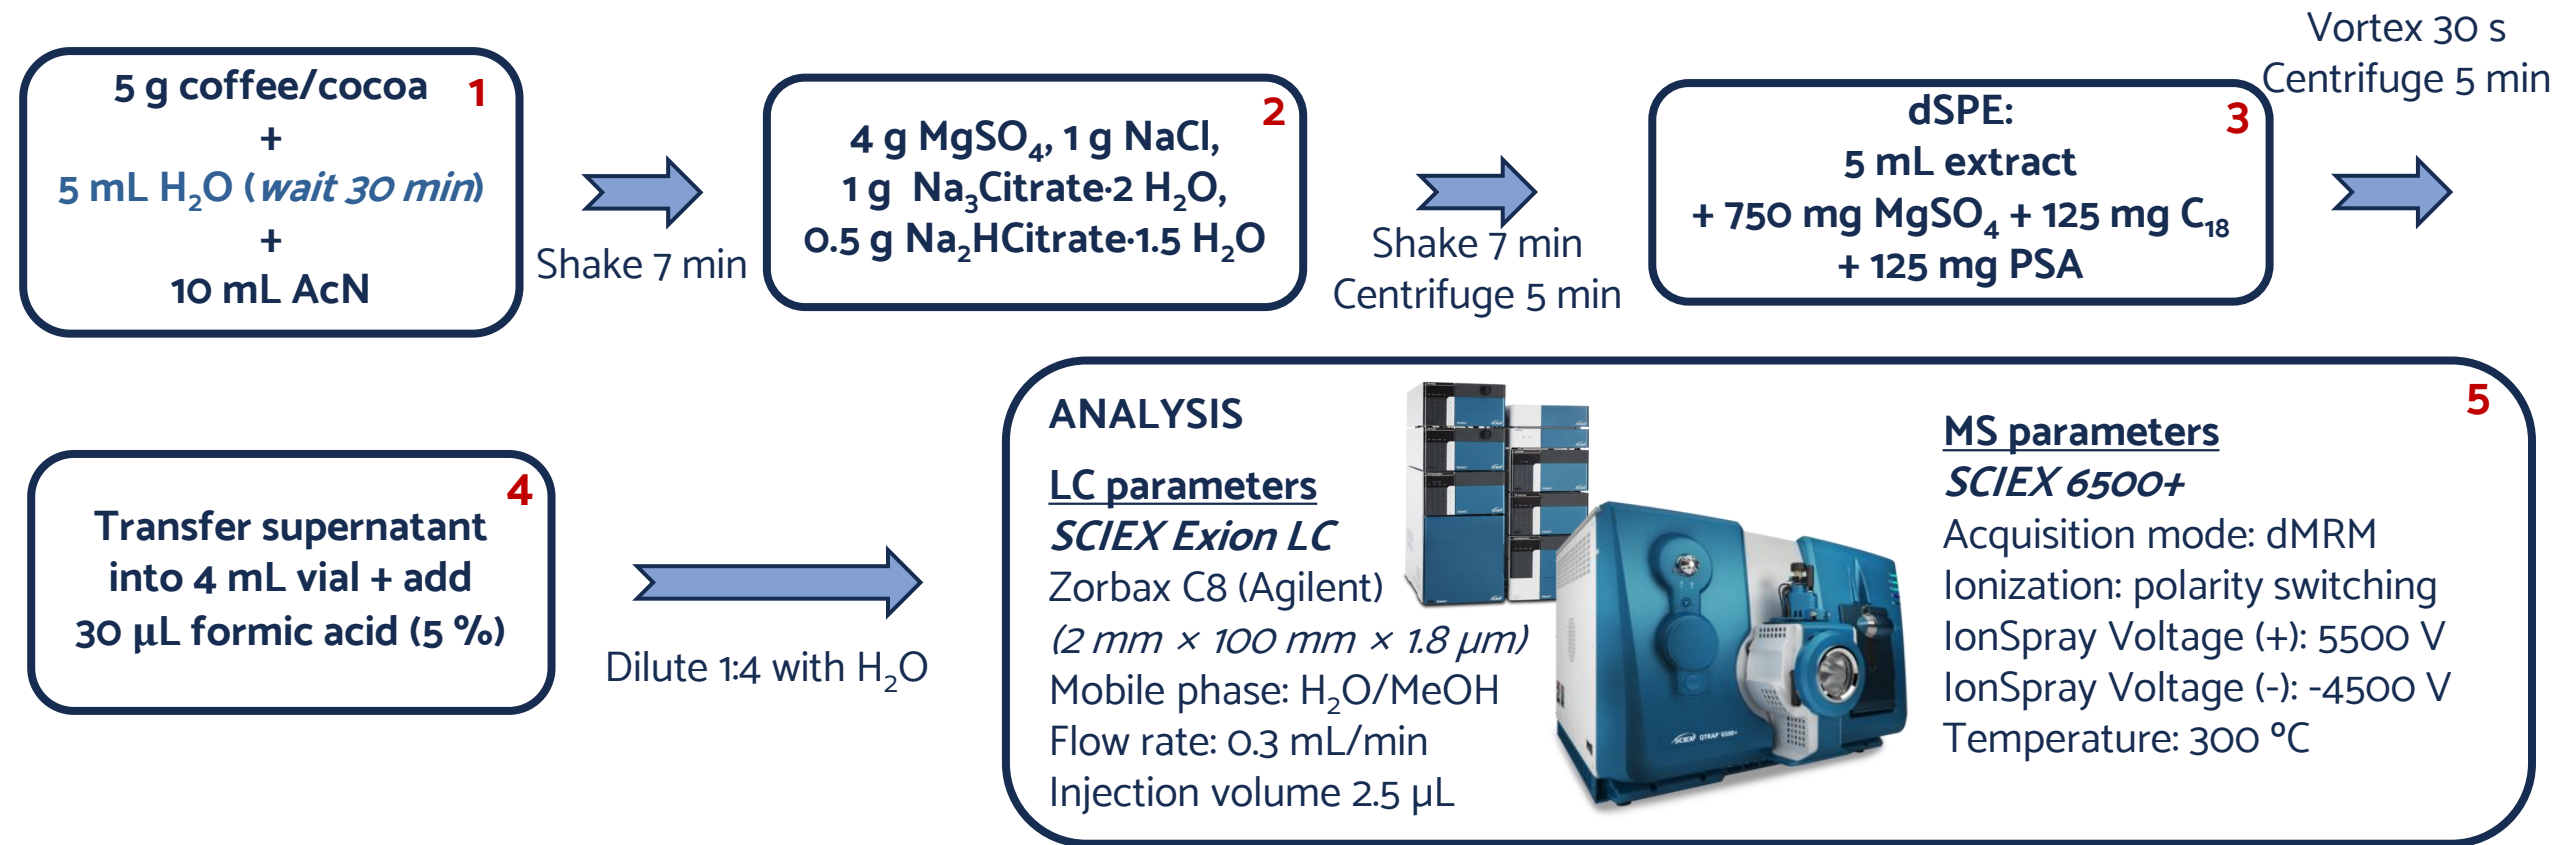 5 g coffee/cocoa
1
+
5 mL H₂O (wait 30 min)
+
10 mL AcN
Shake 7 min
2
4 g MgSO₄, 1 g NaCl,
1 g Na₃Citrate·2 H₂O,
0.5 g Na₂HCitrate·1.5 H₂O
Shake 7 min
Centrifuge 5 min
dSPE:
3
5 mL extract
+ 750 mg MgSO₄ + 125 mg C₁₈
+ 125 mg PSA
Vortex 30 s
Centrifuge 5 min
4
Transfer supernatant
into 4 mL vial + add
30 µL formic acid (5 %)
Dilute 1:4 with H₂O
5
ANALYSIS
LC parameters
SCIEX Exion LC
Zorbax C8 (Agilent)
(2 mm × 100 mm × 1.8 µm)
Mobile phase: H₂O/MeOH
Flow rate: 0.3 mL/min
Injection volume 2.5 µL
SCIEX QTRAP 6500+
MS parameters
SCIEX 6500+
Acquisition mode: dMRM
Ionization: polarity switching
IonSpray Voltage (+): 5500 V
IonSpray Voltage (-): -4500 V
Temperature: 300 ºC